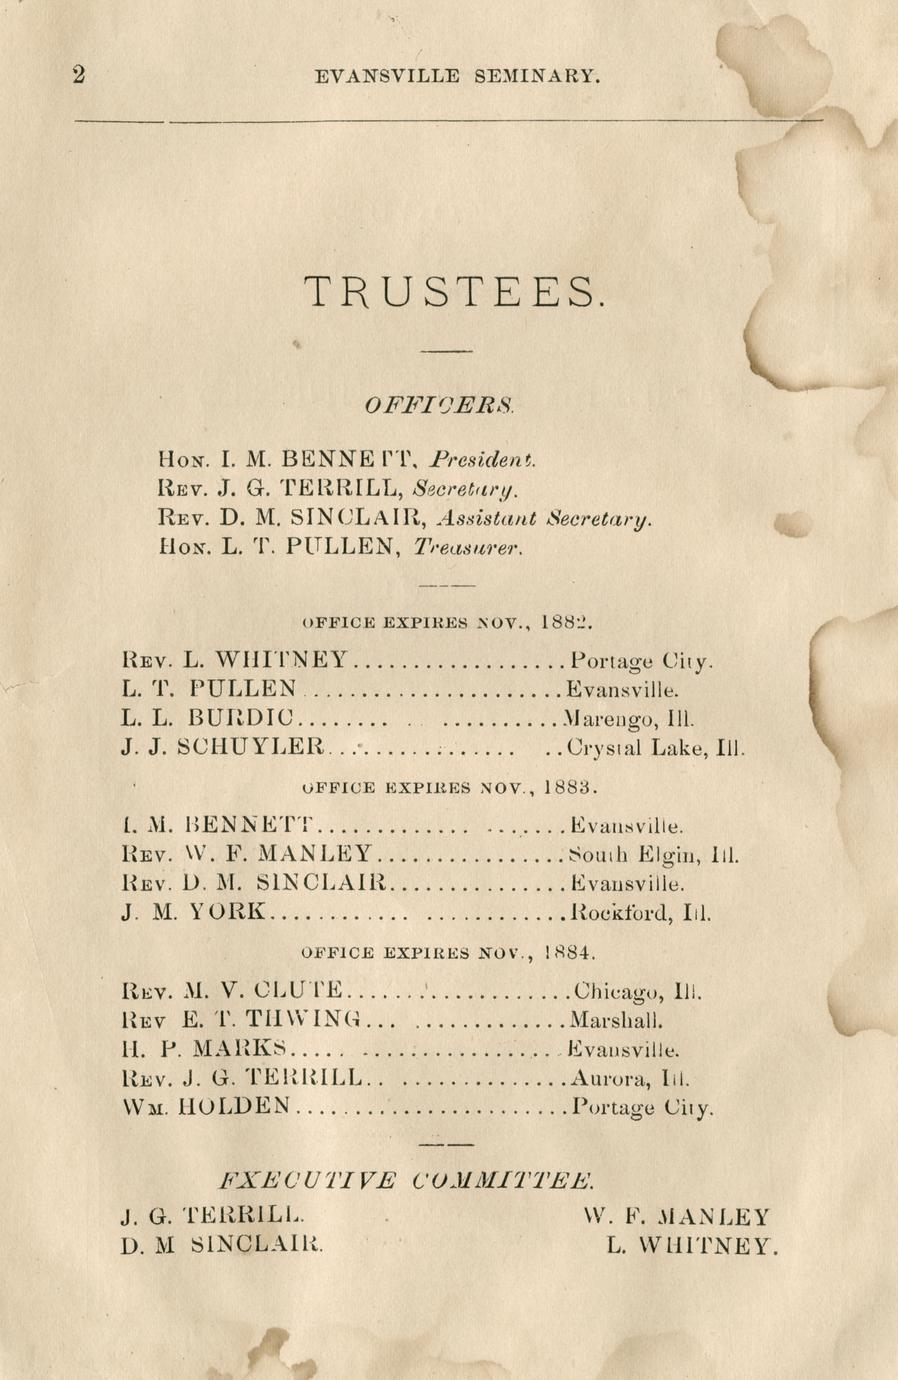 2
EVANSVILLE SEMINARY.
TRUSTEES.
OFFICERS.
HON. I. M. BENNETT, President.
REV. J. G. TERRILL, Secretary.
REV. D. M. SINCLAIR, Assistant Secretary.
HON. L. T. PULLEN, Treasurer.
OFFICE EXPIRES NOV., 1882.
REV. L. WHITNEY..................Portage City.
L. T. PULLEN .....................Evansville.
L. L. BURDIC........ . ..........Marengo, Ill.
J. J. SCHUYLER................ ..Crystal Lake, Ill.
OFFICE EXPIRES NOV., 1883.
I. M. BENNETT............. .......Evansville.
REV. W. F. MANLEY................South Elgin, Ill.
REV. D. M. SINCLAIR...............Evansville.
J. M. YORK............ ............Rockford, Ill.
OFFICE EXPIRES NOV., 1884.
REV. M. V. CLUTE...................Chicago, Ill.
REV E. T. THWING... .............Marshall.
H. P. MARKS..... .................Evansville.
REV. J. G. TERRILL.. ..............Aurora, Ill.
WM. HOLDEN.......................Portage City.
EXECUTIVE COMMITTEE.
J. G. TERRILL. W. F. MANLEY
D. M SINCLAIR. L. WHITNEY.